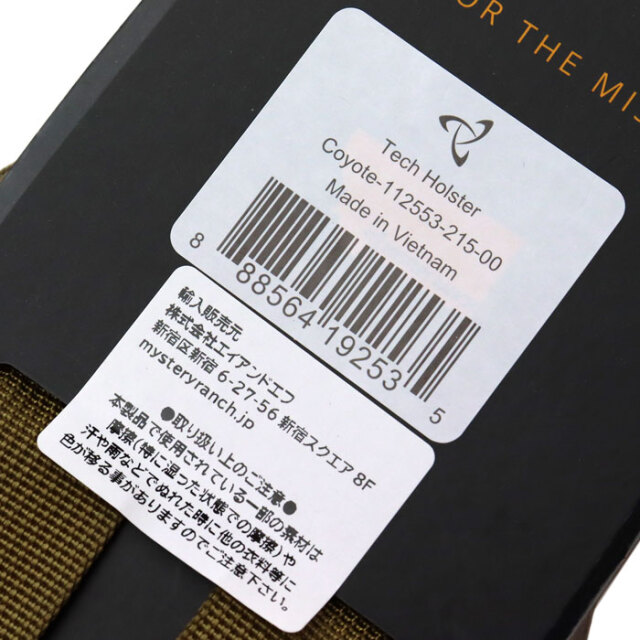 OR THE MIS
Tech Holster
Coyote-112553-215-00
Made in Vietnam
8 88564 19253 5
輸入販売元
株式会社エイアンドエフ
新宿区新宿 6-27-56 新宿スクエア 8F
mysteryranch.jp
●取り扱い上のご注意●
本製品で使用されている一部の素材は
摩擦(特に湿った状態での摩擦)や
汗や雨などでぬれた時に他の衣料等に
色が移る事がありますのでご注意下さい。